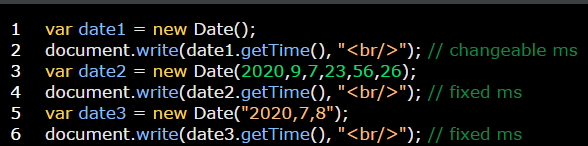 1 var date1 = new Date();
2 document.write(date1.getTime(), "<br/>"); // changeable ms
3 var date2 = new Date(2020,9,7,23,56,26);
4 document.write(date2.getTime(), "<br/>"); // fixed ms
5 var date3 = new Date("2020,7,8");
6 document.write(date3.getTime(), "<br/>"); // fixed ms